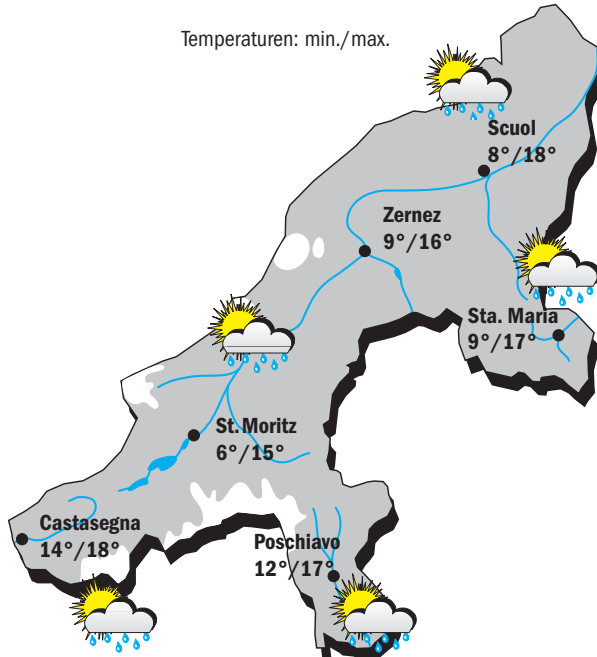 Temperaturen: min./max.
Scuol
8°/18°
Zernez
9°/16°
Sta. Maria
9°/17°
St. Moritz
6°/15°
Castasegna
14°/18°
Poschiavo
12°/17°